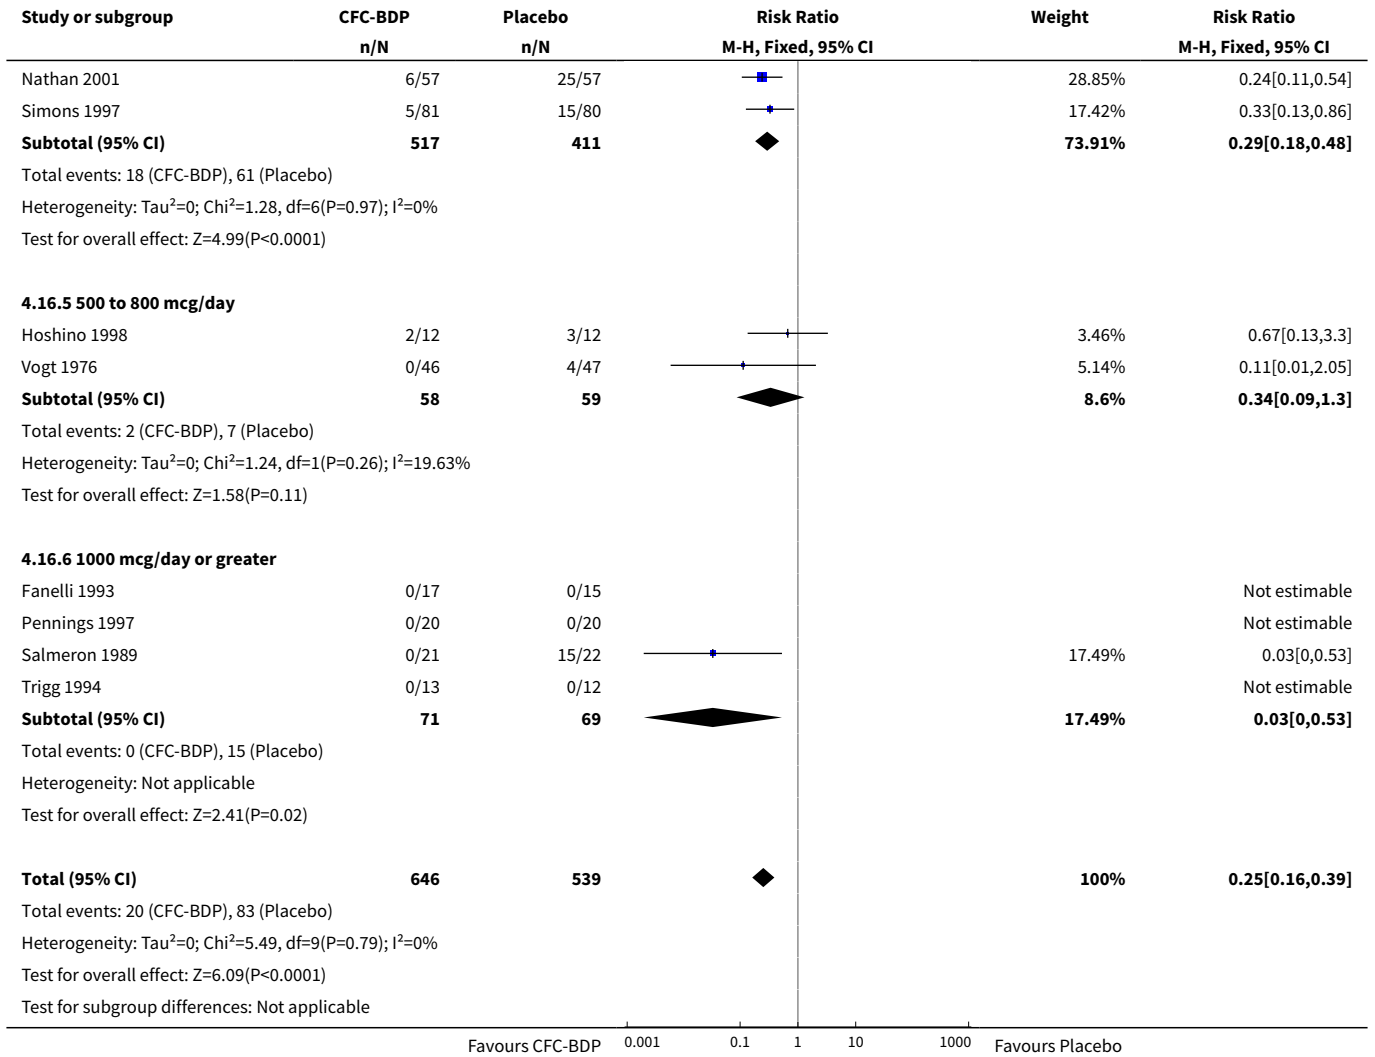 Study or subgroup CFC-BDP Placebo Risk Ratio Weight Risk Ratio
n/N n/N M-H, Fixed, 95% CI M-H, Fixed, 95% CI
Nathan 2001 6/57 25/57 28.85% 0.24[0.11,0.54]
Simons 1997 5/81 15/80 17.42% 0.33[0.13,0.86]
Subtotal (95% CI) 517 411 73.91% 0.29[0.18,0.48]
Total events: 18 (CFC-BDP), 61 (Placebo)
Heterogeneity: Tau²=0; Chi²=1.28, df=6(P=0.97); I²=0%
Test for overall effect: Z=4.99(P<0.0001)
4.16.5 500 to 800 mcg/day
Hoshino 1998 2/12 3/12 3.46% 0.67[0.13,3.3]
Vogt 1976 0/46 4/47 5.14% 0.11[0.01,2.05]
Subtotal (95% CI) 58 59 8.6% 0.34[0.09,1.3]
Total events: 2 (CFC-BDP), 7 (Placebo)
Heterogeneity: Tau²=0; Chi²=1.24, df=1(P=0.26); I²=19.63%
Test for overall effect: Z=1.58(P=0.11)
4.16.6 1000 mcg/day or greater
Fanelli 1993 0/17 0/15 Not estimable
Pennings 1997 0/20 0/20 Not estimable
Salmeron 1989 0/21 15/22 17.49% 0.03[0,0.53]
Trigg 1994 0/13 0/12 Not estimable
Subtotal (95% CI) 71 69 17.49% 0.03[0,0.53]
Total events: 0 (CFC-BDP), 15 (Placebo)
Heterogeneity: Not applicable
Test for overall effect: Z=2.41(P=0.02)
Total (95% CI) 646 539 100% 0.25[0.16,0.39]
Total events: 20 (CFC-BDP), 83 (Placebo)
Heterogeneity: Tau²=0; Chi²=5.49, df=9(P=0.79); I²=0%
Test for overall effect: Z=6.09(P<0.0001)
Test for subgroup differences: Not applicable
Favours CFC-BDP 0.001 0.1 1 10 1000 Favours Placebo